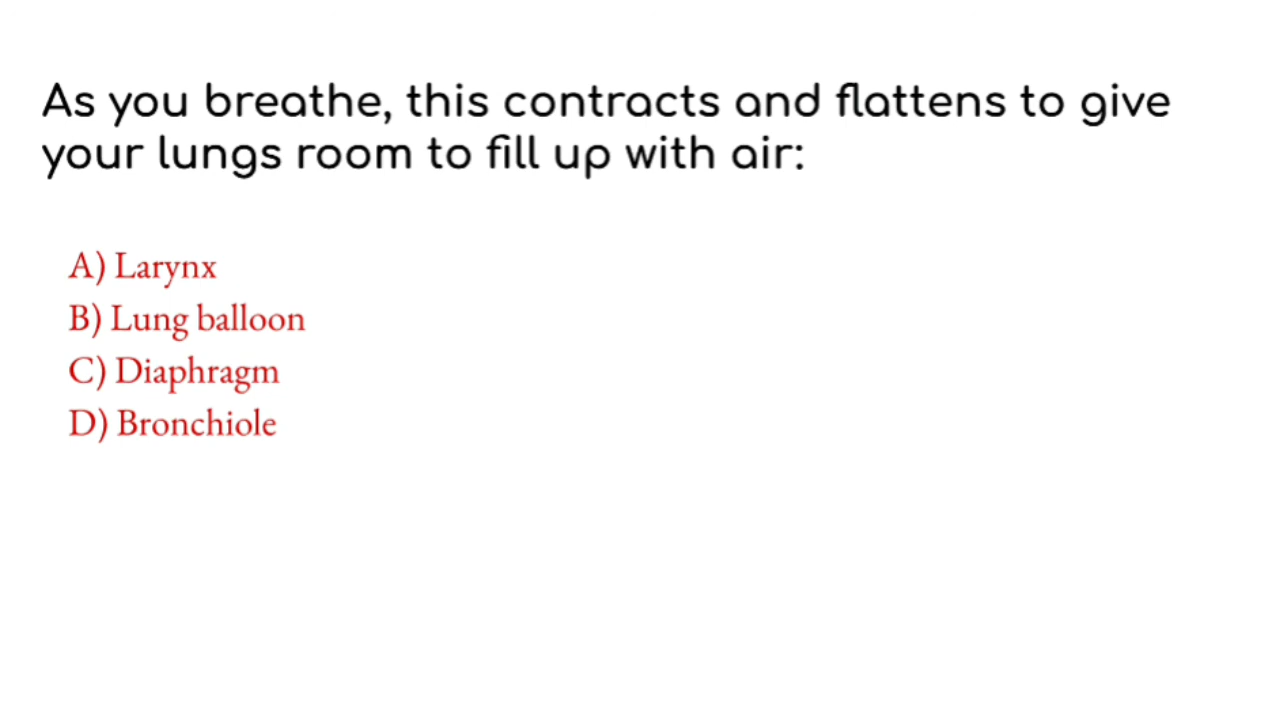 As you breathe, this contracts and flattens to give
your lungs room to fill up with air:
A) Larynx
B) Lung balloon
C) Diaphragm
D) Bronchiole